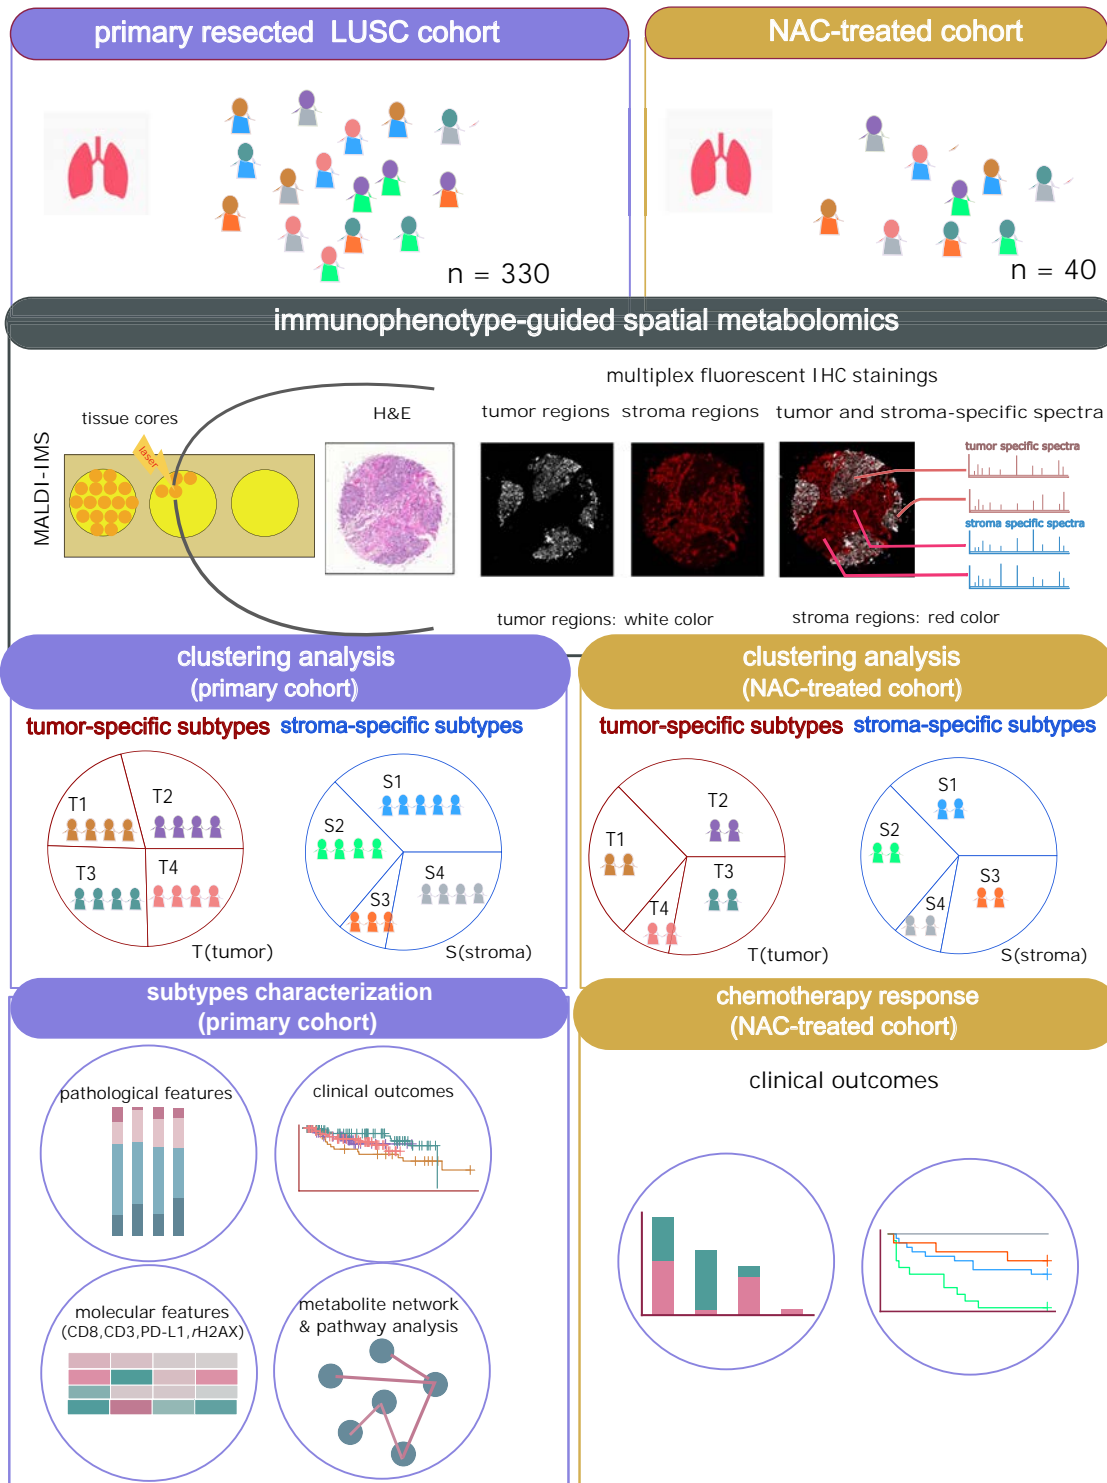 primary resected LUSC cohort
NAC-treated cohort
n = 330
n = 40
immunophenotype-guided spatial metabolomics
multiplex fluorescent IHC stainings
tissue cores
H&E
tumor regions
stroma regions
tumor and stroma-specific spectra
MALDI-IMS
laser
tumor specific spectra
stroma specific spectra
tumor regions: white color
stroma regions: red color
clustering analysis
(primary cohort)
clustering analysis
(NAC-treated cohort)
tumor-specific subtypes
stroma-specific subtypes
tumor-specific subtypes
stroma-specific subtypes
T1
T2
T3
T4
T(tumor)
S1
S2
S4
S3
S(stroma)
T2
T1
T3
T4
T(tumor)
S1
S2
S3
S4
S(stroma)
subtypes characterization
(primary cohort)
chemotherapy response
(NAC-treated cohort)
pathological features
clinical outcomes
clinical outcomes
molecular features
(CD8,CD3,PD-L1,rH2AX)
metabolite network
& pathway analysis